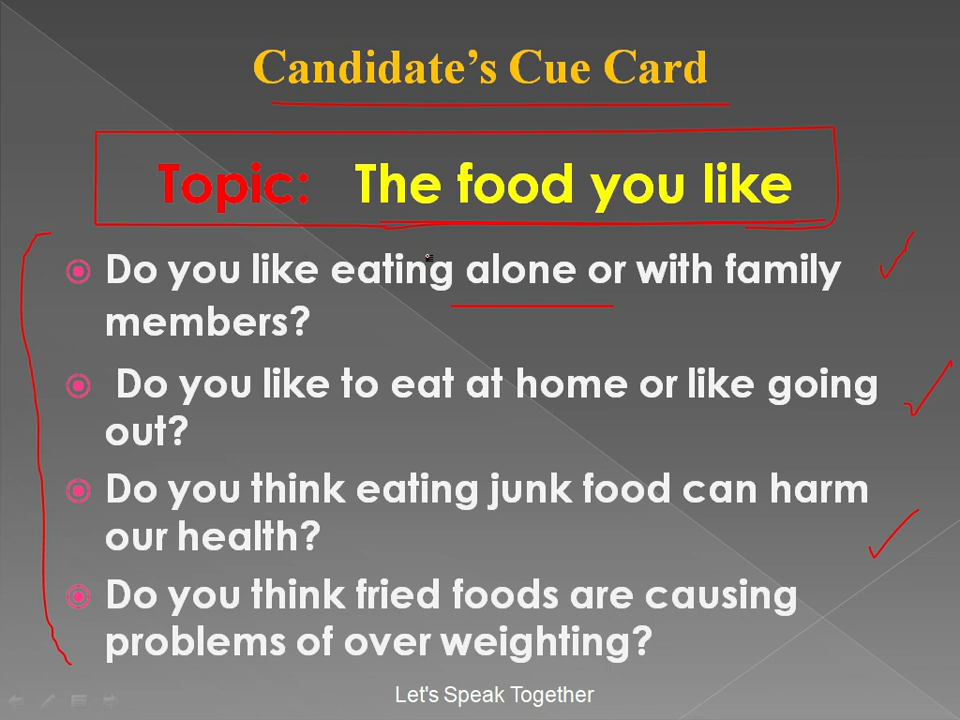 Candidate's Cue Card
Topic: The food you like
Do you like eating alone or with family
members?
Do you like to eat at home or like going
out?
Do you think eating junk food can harm
our health?
Do you think fried foods are causing
problems of over weighting?
Let's Speak Together